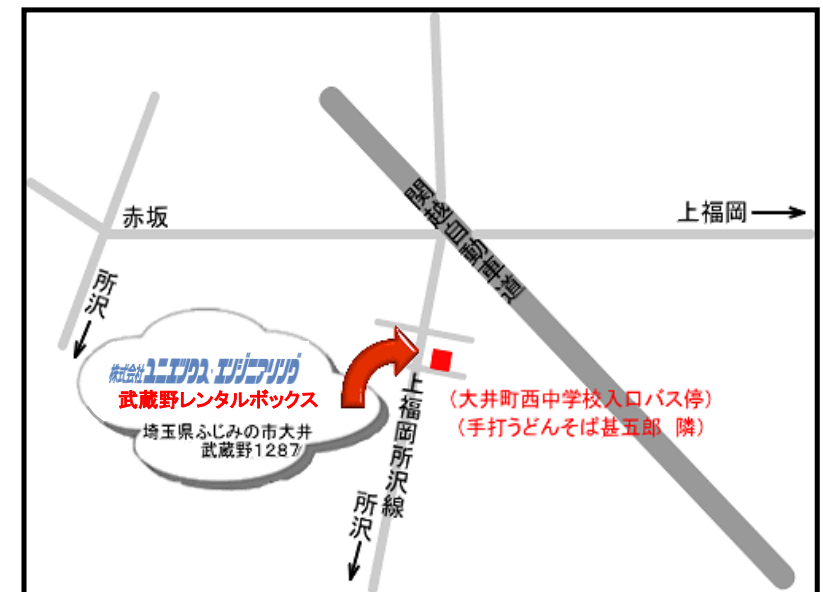 関越自動車道
赤坂
上福岡
所沢
株式会社ユニエックス・エンジニアリング
武蔵野レンタルボックス
埼玉県ふじみの市大井
武蔵野1287
(大井町西中学校入口バス停)
(手打うどんそば甚五郎 隣)
上福岡所沢線
所沢